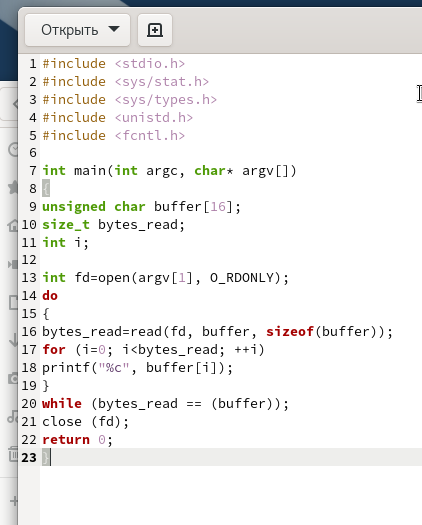 Открыть
1 #include <stdio.h>
2 #include <sys/stat.h>
3 #include <sys/types.h>
4 #include <unistd.h>
5 #include <fcntl.h>
6
7 int main(int argc, char* argv[])
8 {
9 unsigned char buffer[16];
10 size_t bytes_read;
11 int i;
12
13 int fd=open(argv[1], O_RDONLY);
14 do
15 {
16 bytes_read=read(fd, buffer, sizeof(buffer));
17 for (i=0; i<bytes_read; ++i)
18 printf("%c", buffer[i]);
19 }
20 while (bytes_read == (buffer));
21 close (fd);
22 return 0;
23 }